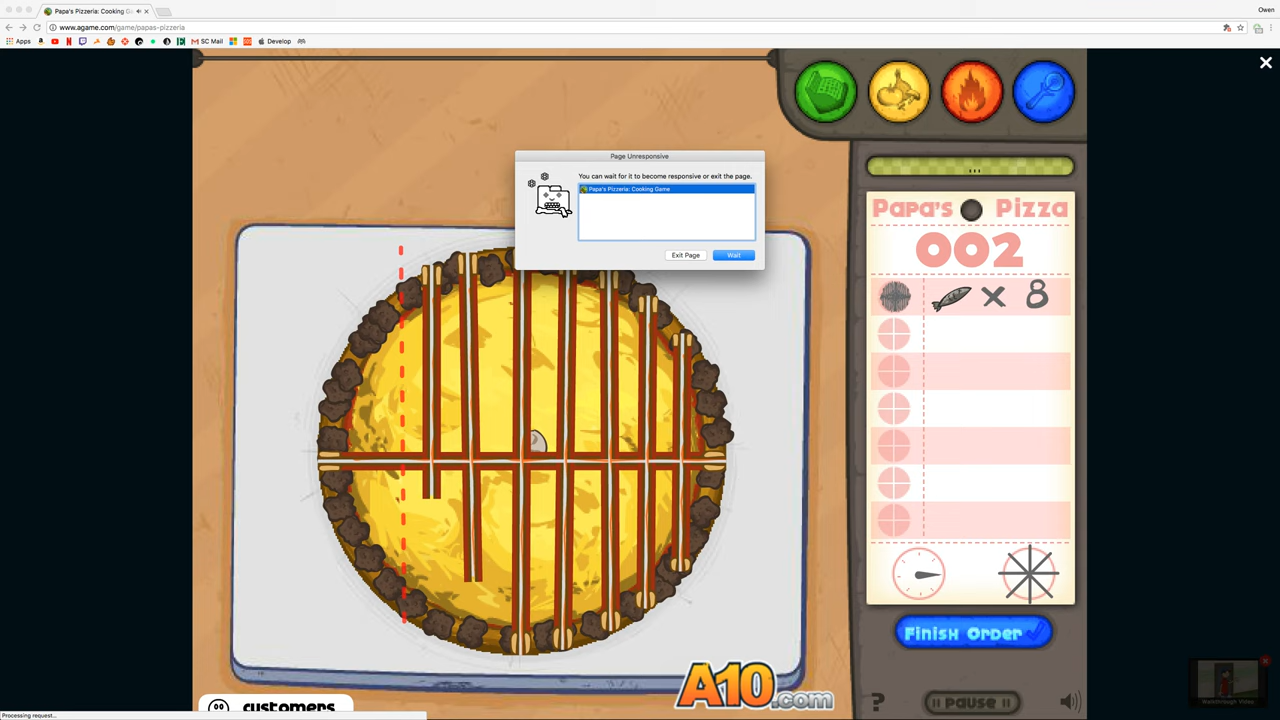 Papa's Pizzeria: Cooking G
Owen
www.agame.com/game/papas-pizzeria
Apps
SC Mail
Develop
Page Unresponsive
You can wait for it to become responsive or exit the page.
Papa's Pizzeria: Cooking Game
Exit Page
Wait
Papa's Pizza
002
x 8
Finish Order
A10.com
customers
?
Pause
Walkthrough Video
Processing request...